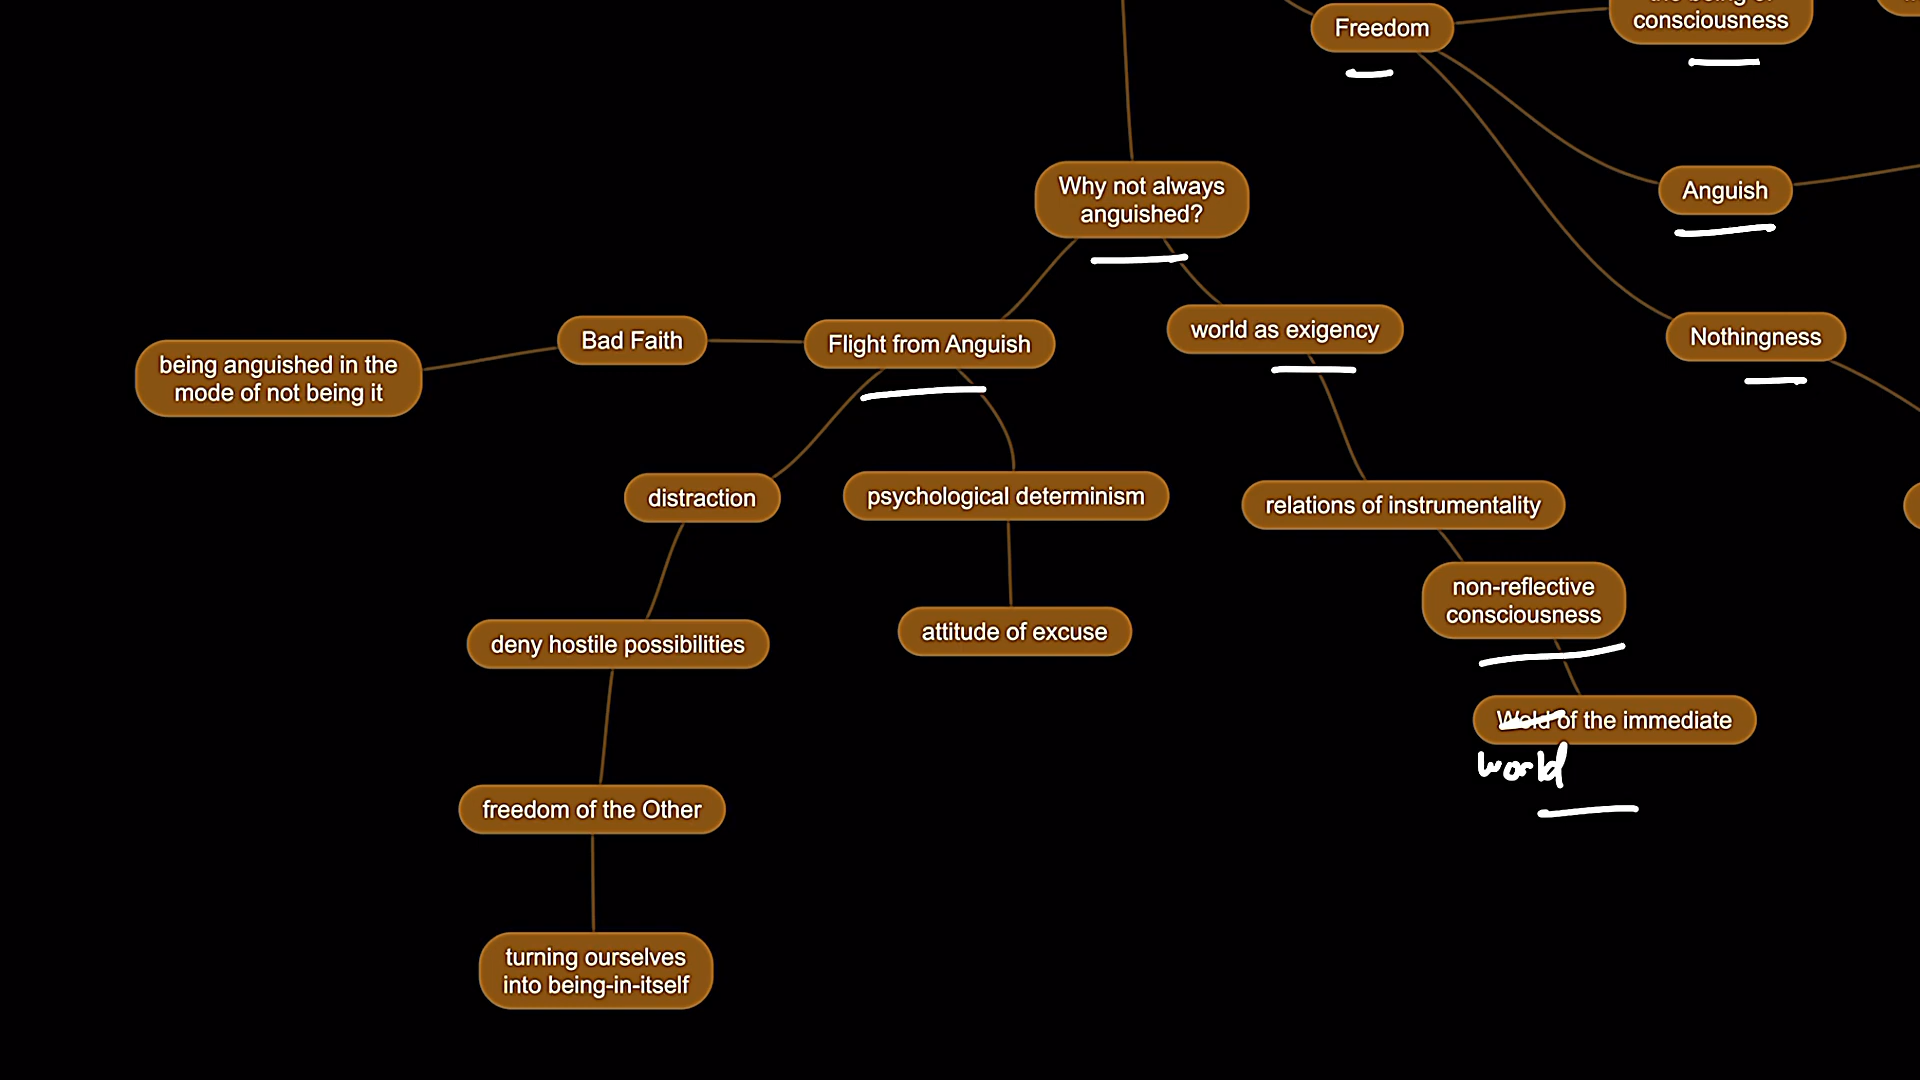 Freedom
consciousness
Why not always
anguished?
Anguish
Bad Faith
Flight from Anguish
world as exigency
Nothingness
being anguished in the
mode of not being it
distraction
psychological determinism
relations of instrumentality
non-reflective
consciousness
deny hostile possibilities
attitude of excuse
Wold of the immediate
world
freedom of the Other
turning ourselves
into being-in-itself